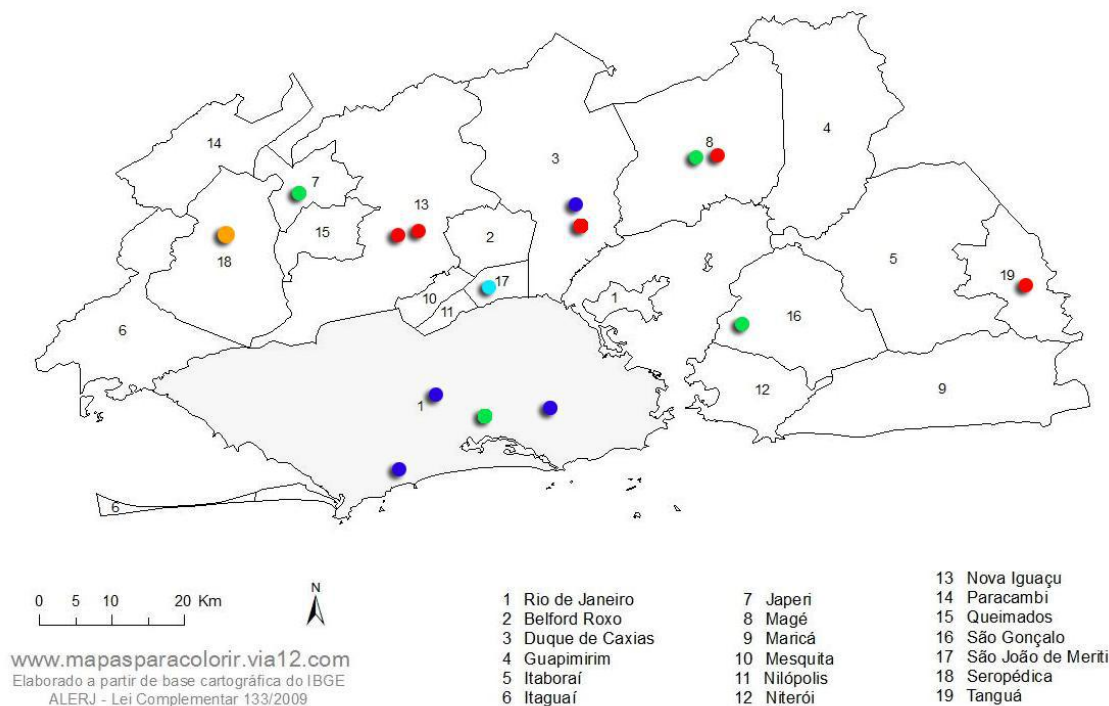 14
8
4
3
7
13
15
2
18
5
19
17
10
1
11
16
6
12
9
1
6
0 5 10 20 Km
N
1 Rio de Janeiro
2 Belford Roxo
3 Duque de Caxias
4 Guapimirim
5 Itaboraí
6 Itaguaí
7 Japeri
8 Magé
9 Maricá
10 Mesquita
11 Nilópolis
12 Niterói
13 Nova Iguaçu
14 Paracambi
15 Queimados
16 São Gonçalo
17 São João de Meriti
18 Seropédica
19 Tanguá
www.mapasparacolorir.via12.com
Elaborado a partir de base cartográfica do IBGE
ALERJ - Lei Complementar 133/2009